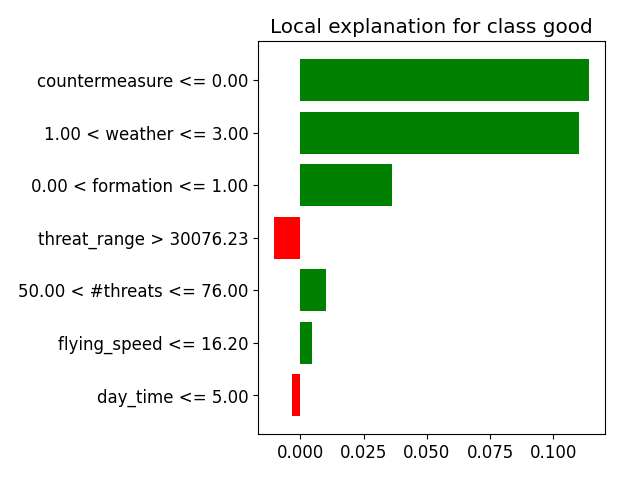 Local explanation for class good
countermeasure <= 0.00
1.00 < weather <= 3.00
0.00 < formation <= 1.00
threat_range > 30076.23
50.00 < #threats <= 76.00
flying_speed <= 16.20
day_time <= 5.00
0.000 0.025 0.050 0.075 0.100